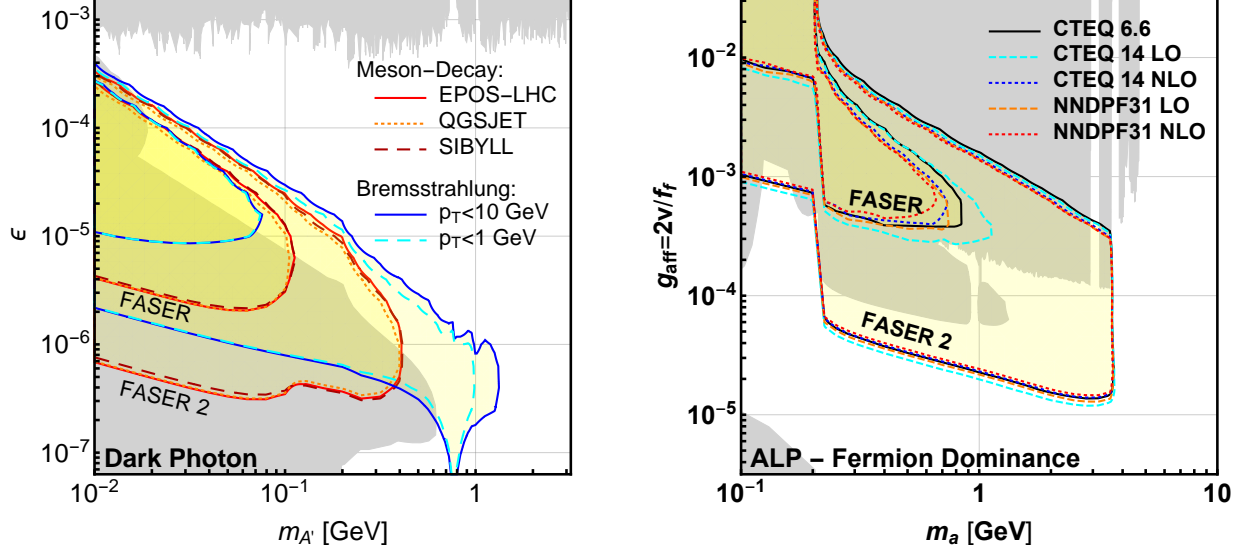 10⁻³
10⁻⁴
10⁻⁵
10⁻⁶
10⁻⁷
ϵ
Meson−Decay:
EPOS−LHC
QGSJET
SIBYLL
Bremsstrahlung:
p_T<10 GeV
p_T<1 GeV
FASER
FASER 2
Dark Photon
10⁻²
10⁻¹
1
m_A' [GeV]
10⁻²
10⁻³
10⁻⁴
10⁻⁵
g_aff=2v/f_f
CTEQ 6.6
CTEQ 14 LO
CTEQ 14 NLO
NNDPF31 LO
NNDPF31 NLO
FASER
FASER 2
ALP − Fermion Dominance
10⁻¹
1
10
m_a [GeV]